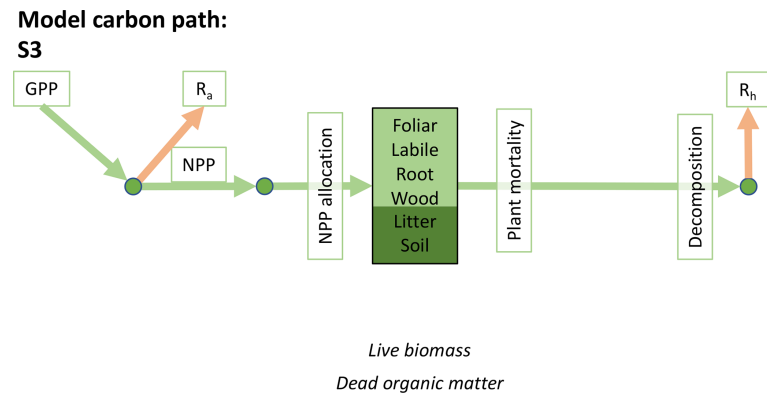 Model carbon path:
S3
GPP
Ra
Rh
NPP
NPP allocation
Foliar
Labile
Root
Wood
Litter
Soil
Plant mortality
Decomposition
Live biomass
Dead organic matter